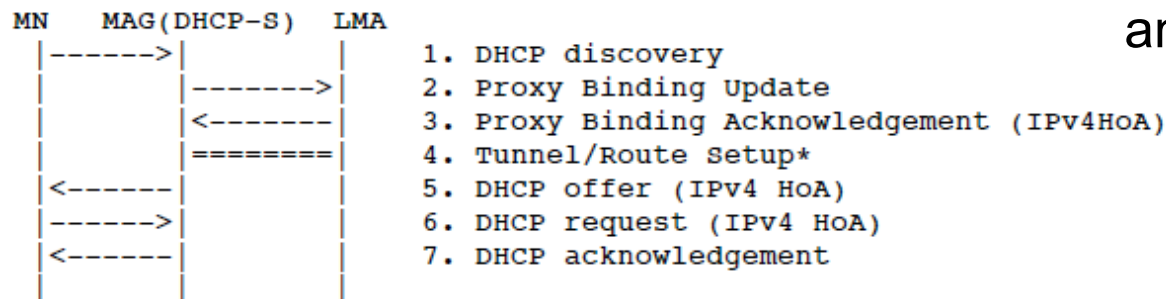 MN MAG(DHCP-S) LMA
ar
|------>| | 1. DHCP discovery
| |------->| 2. Proxy Binding Update
| |<-------| 3. Proxy Binding Acknowledgement (IPv4HoA)
| |========| 4. Tunnel/Route Setup*
|<------| | 5. DHCP offer (IPv4 HoA)
|------>| | 6. DHCP request (IPv4 HoA)
|<------| | 7. DHCP acknowledgement
| | |